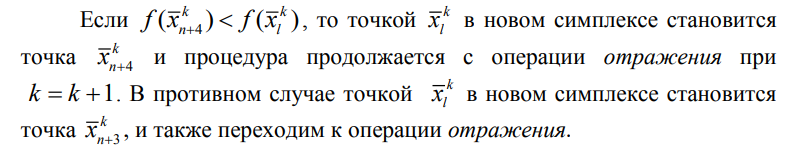 Если $f(\overline{x}_{n+4}^{k}) < f(\overline{x}_{l}^{k})$, то точкой $\overline{x}_{l}^{k}$ в новом симплексе становится
точка $\overline{x}_{n+4}^{k}$ и процедура продолжается с операции отражения при
$k = k + 1$. В противном случае точкой $\overline{x}_{l}^{k}$ в новом симплексе становится
точка $\overline{x}_{n+3}^{k}$, и также переходим к операции отражения.